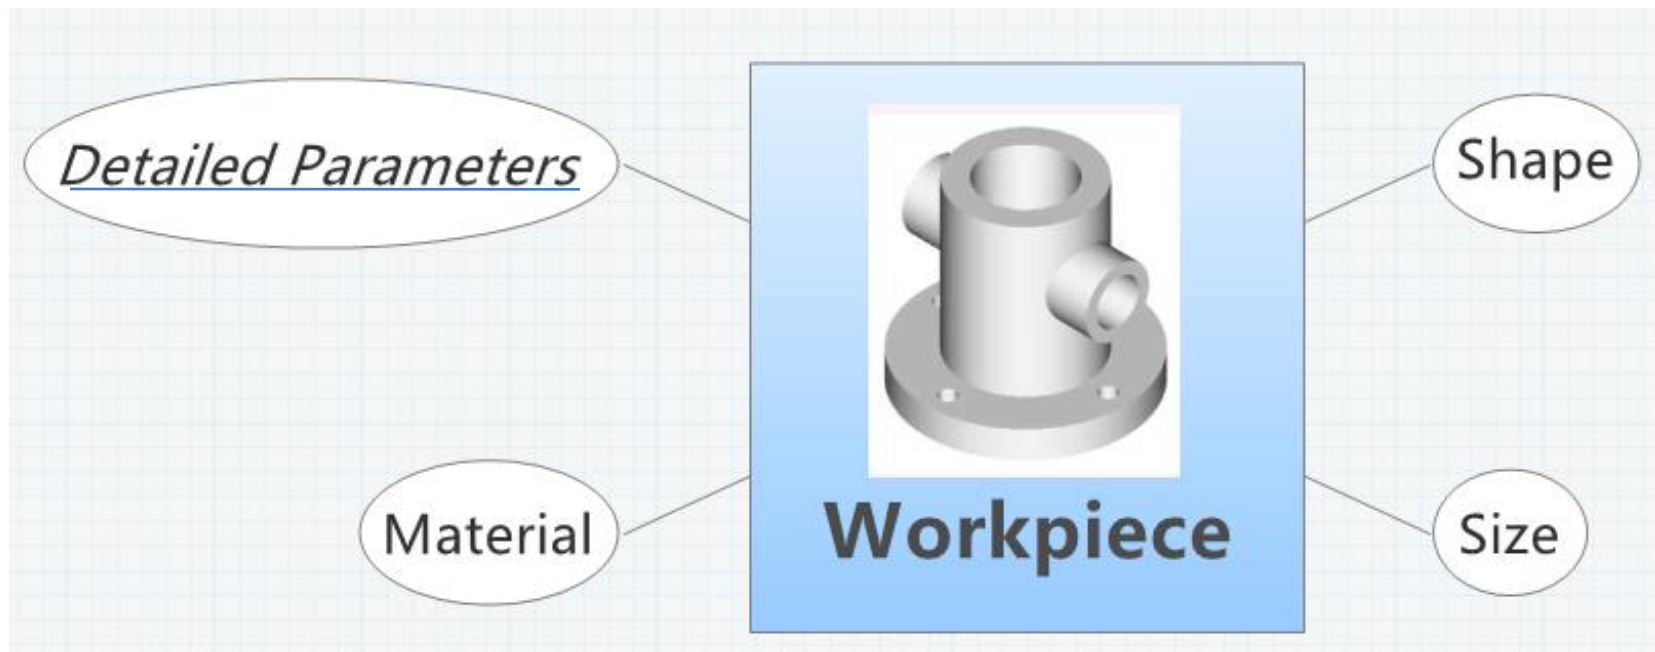 Detailed Parameters
Shape
Material
Workpiece
Size